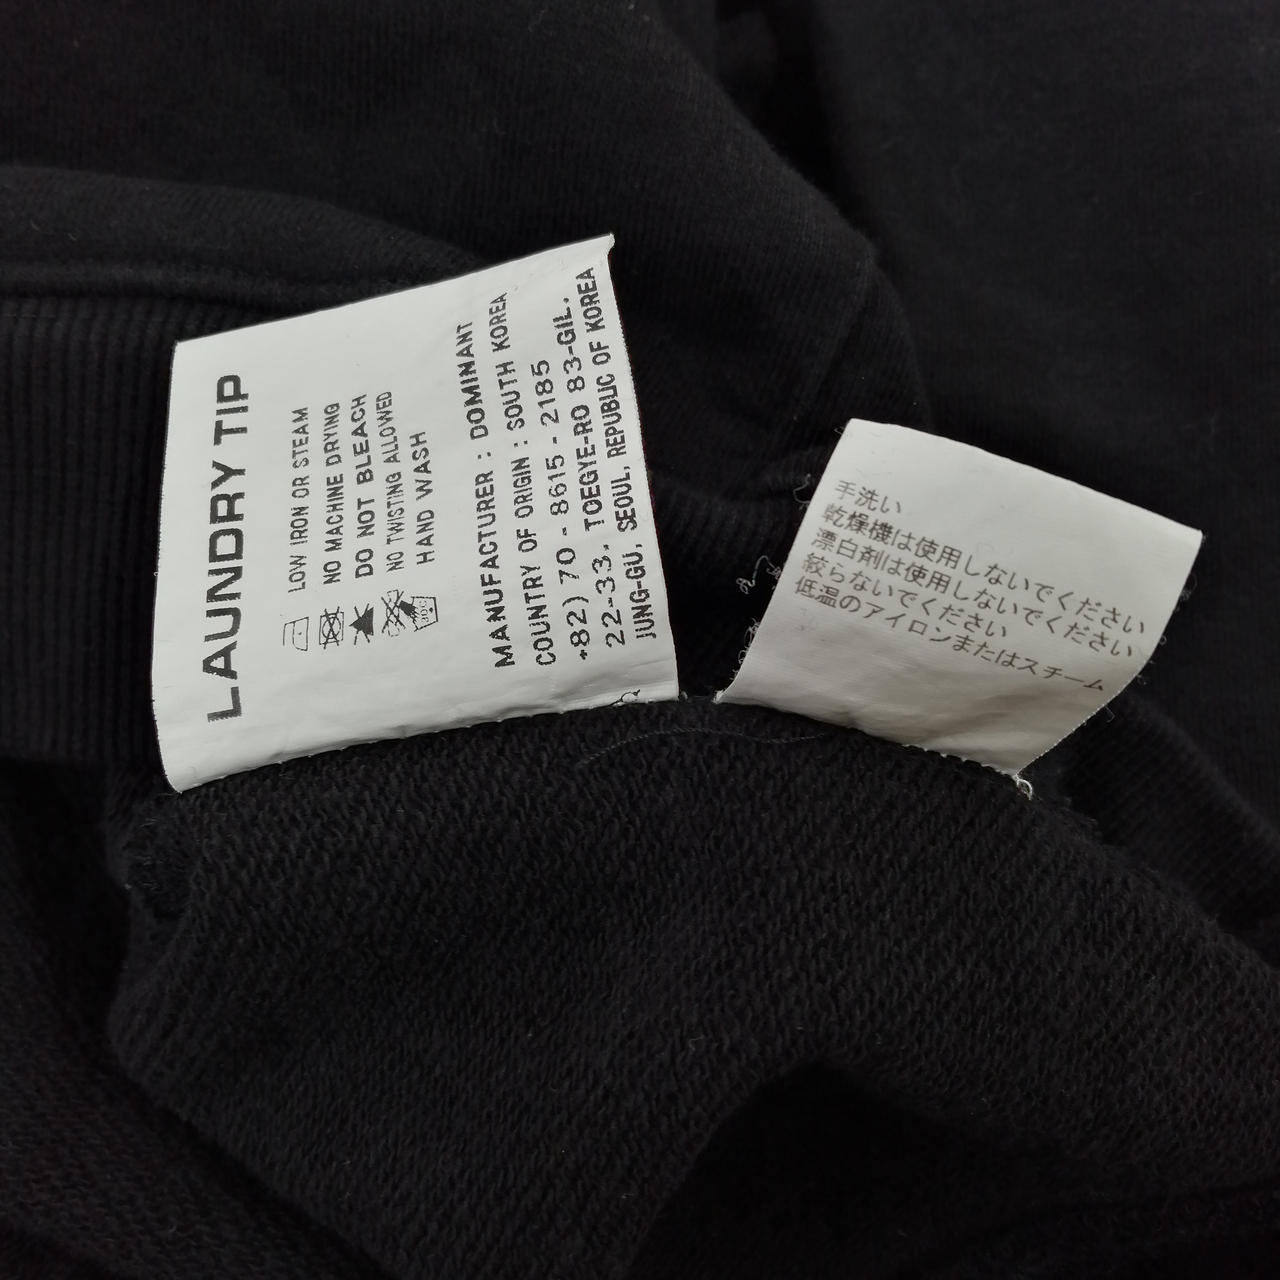 LAUNDRY TIP
LOW IRON OR STEAM
NO MACHINE DRYING
DO NOT BLEACH
NO TWISTING ALLOWED
HAND WASH
30C
MANUFACTURER : DOMINANT
COUNTRY OF ORIGIN : SOUTH KOREA
+82) 70 - 8615 - 2185
22-33, TOEGYE-RO 83-GIL,
JUNG-GU, SEOUL, REPUBLIC OF KOREA
手洗い
乾燥機は使用しないでください
漂白剤は使用しないでください
絞らないでください
低温のアイロンまたはスチーム